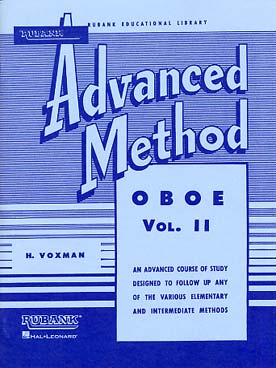 RUBANK EDUCATIONAL LIBRARY
RUBANK
Advanced
Method
OBOE
VOL. II
H. VOXMAN
AN ADVANCED COURSE OF STUDY
DESIGNED TO FOLLOW UP ANY
OF THE VARIOUS ELEMENTARY
AND INTERMEDIATE METHODS
RUBANK
HAL•LEONARD